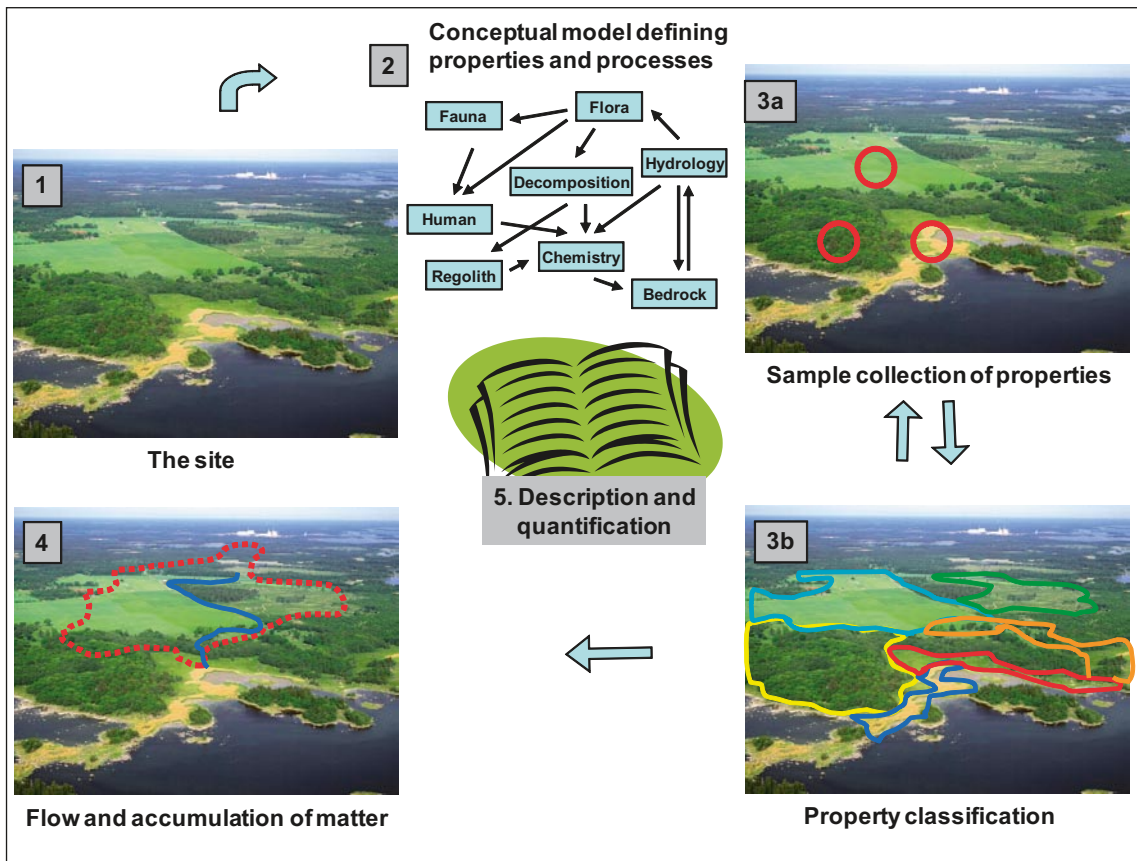 Conceptual model defining
2
properties and processes
Fauna
Flora
Decomposition
Hydrology
Human
Chemistry
Regolith
Bedrock
1
The site
3a
Sample collection of properties
3b
Property classification
4
Flow and accumulation of matter
5. Description and
quantification